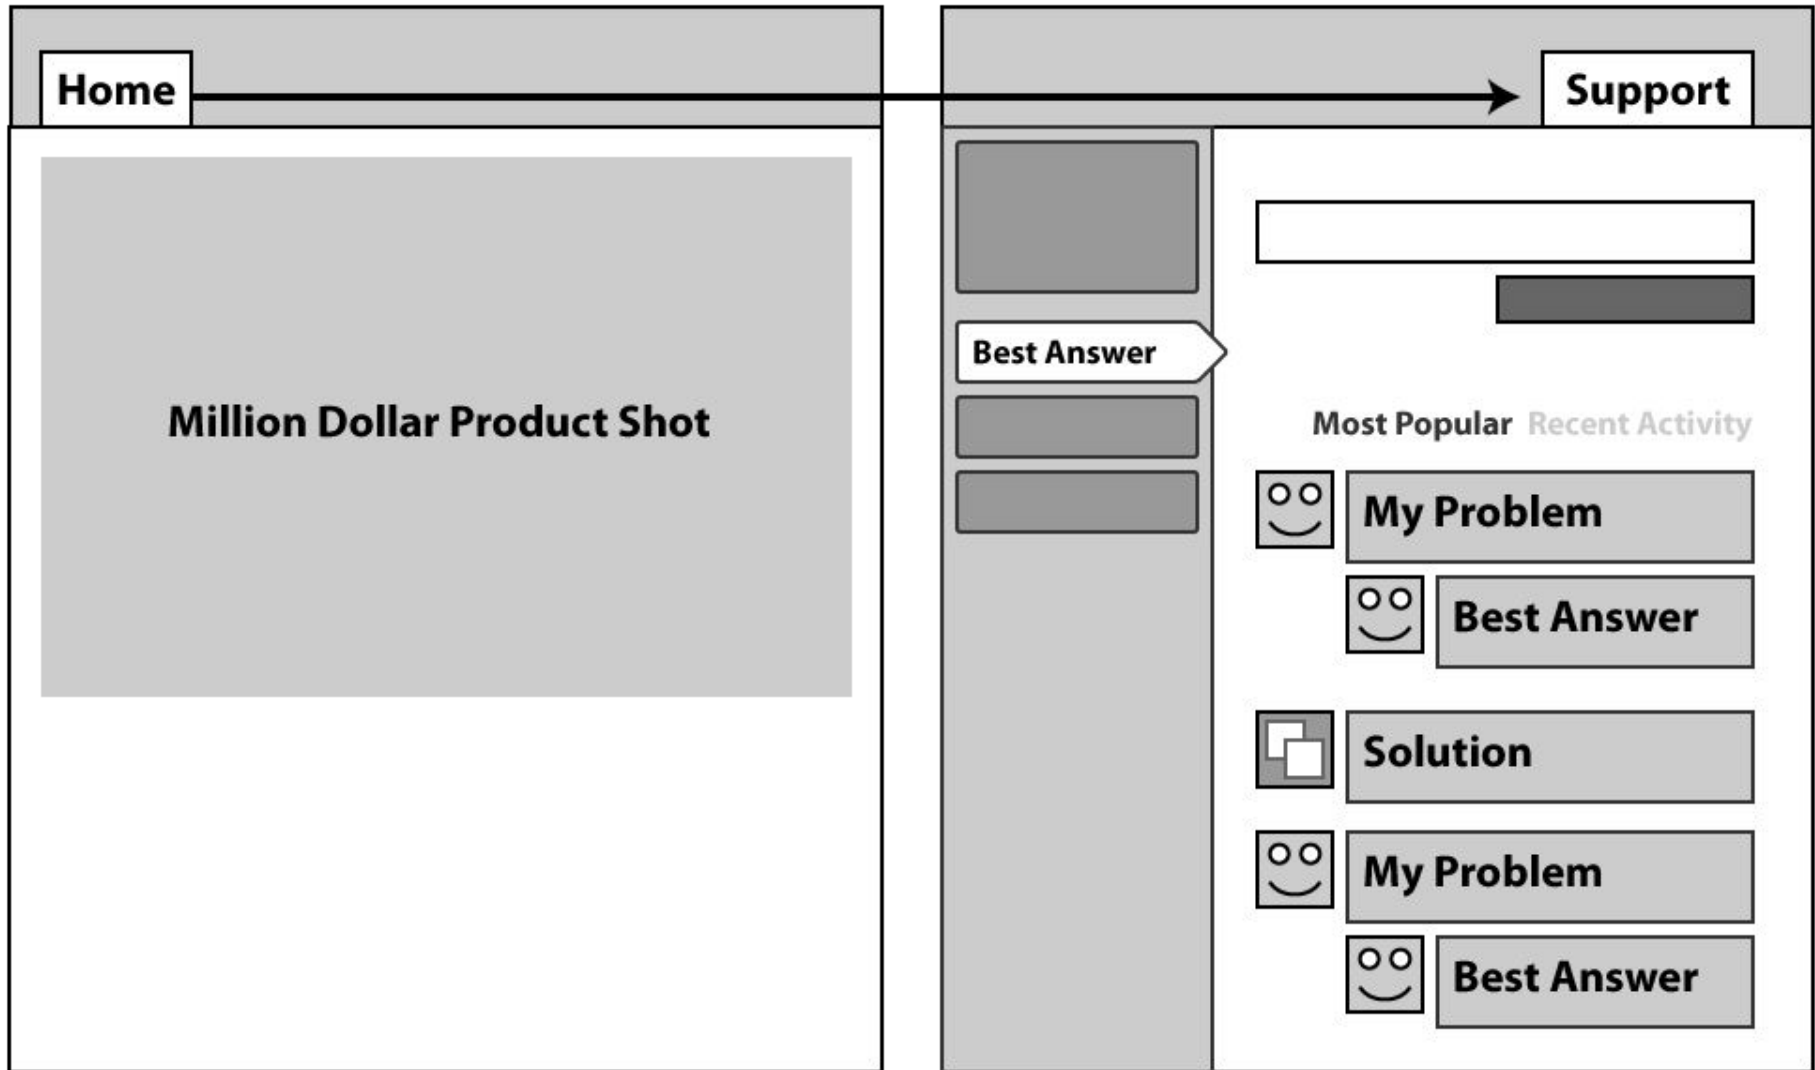 Home
Million Dollar Product Shot
Support
Best Answer
Most Popular Recent Activity
My Problem
Best Answer
Solution
My Problem
Best Answer